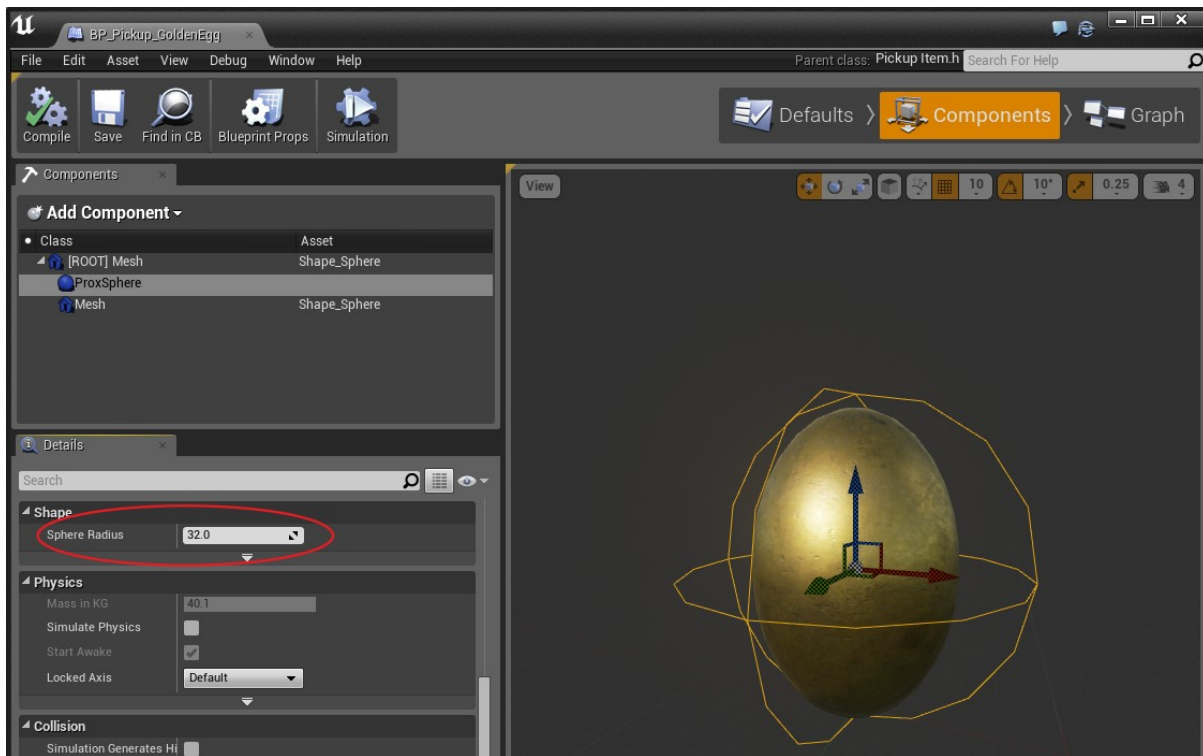 BP_Pickup_GoldenEgg
File Edit Asset View Debug Window Help
Parent class: Pickup Item.h Search For Help
Compile Save Find in CB Blueprint Props Simulation
Defaults Components Graph
Components
View
10 10° 0.25 4
Add Component
Class Asset
[ROOT] Mesh Shape_Sphere
ProxSphere
Mesh Shape_Sphere
Details
Search
Shape
Sphere Radius 32.0
Physics
Mass in KG 40.1
Simulate Physics
Start Awake
Locked Axis Default
Collision
Simulation Generates Hi